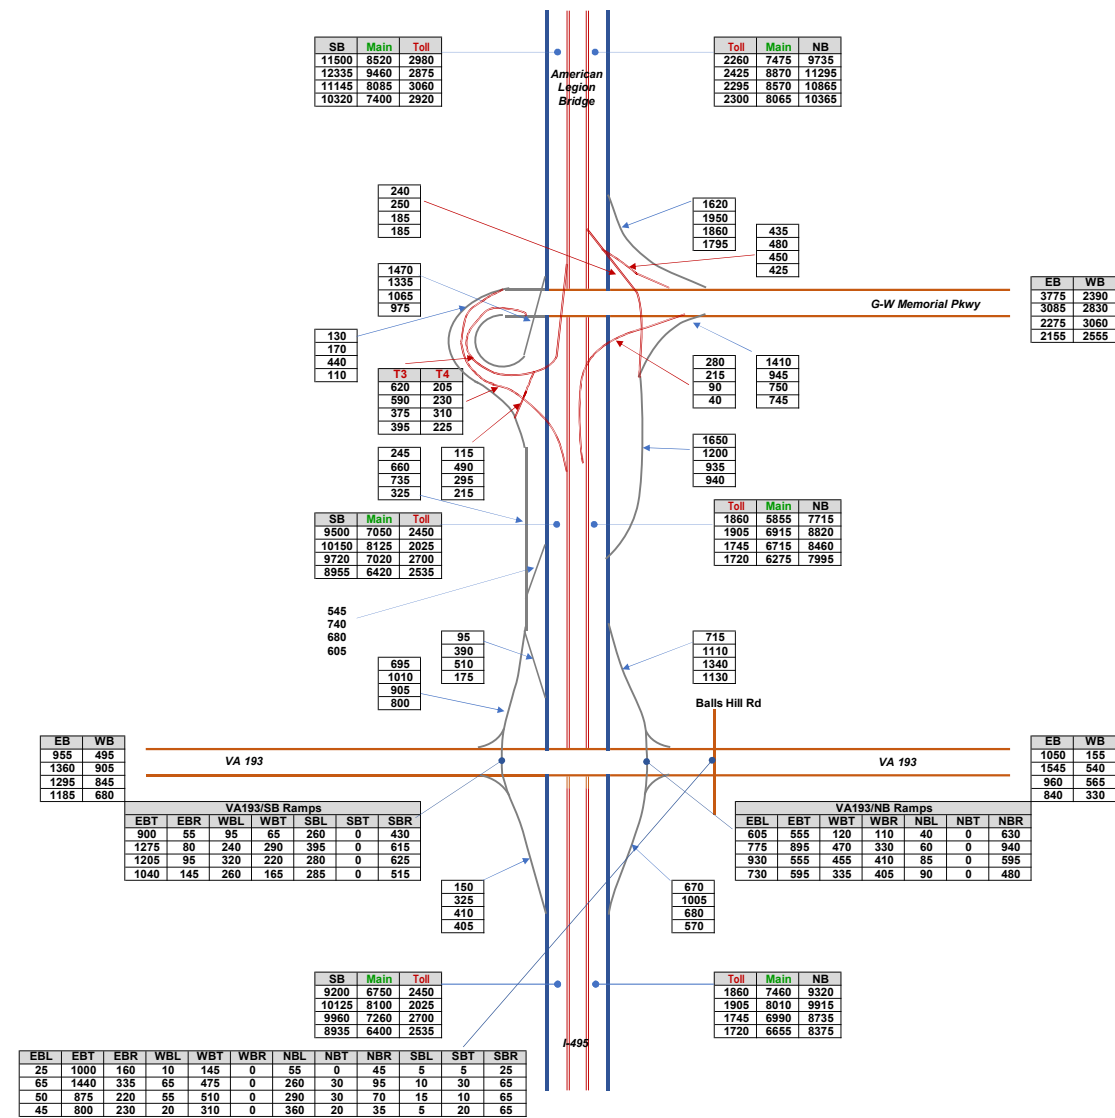 SB Main Toll
11500 8520 2980
12335 9460 2875
11145 8085 3060
10320 7400 2920
Toll Main NB
2260 7475 9735
2425 8870 11295
2295 8570 10865
2300 8065 10365
American
Legion
Bridge
240
250
185
185
1620
1950
1860
1795
435
480
450
425
1470
1335
1065
975
EB WB
3775 2390
3085 2830
2275 3060
2155 2555
G-W Memorial Pkwy
130
170
440
110
T3 T4
620 205
590 230
375 310
395 225
280
215
90
40
1410
945
750
745
245
660
735
325
115
490
295
215
1650
1200
935
940
SB Main Toll
9500 7050 2450
10150 8125 2025
9720 7020 2700
8955 6420 2535
Toll Main NB
1860 5855 7715
1905 6915 8820
1745 6715 8460
1720 6275 7995
545
740
680
605
95
390
510
175
715
1110
1340
1130
695
1010
905
800
Balls Hill Rd
EB WB
955 495
1360 905
1295 845
1185 680
VA 193
VA 193
EB WB
1050 155
1545 540
960 565
840 330
VA193/SB Ramps
EBT EBR WBL WBT SBL SBT SBR
900 55 95 65 260 0 430
1275 80 240 290 395 0 615
1205 95 320 220 280 0 625
1040 145 260 165 285 0 515
VA193/NB Ramps
EBL EBT WBT WBR NBL NBT NBR
605 555 120 110 40 0 630
775 895 470 330 60 0 940
930 555 455 410 85 0 595
730 595 335 405 90 0 480
150
325
410
405
670
1005
680
570
SB Main Toll
9200 6750 2450
10125 8100 2025
9960 7260 2700
8935 6400 2535
Toll Main NB
1860 7460 9320
1905 8010 9915
1745 6990 8735
1720 6655 8375
I-495
EBL EBT EBR WBL WBT WBR NBL NBT NBR SBL SBT SBR
25 1000 160 10 145 0 55 0 45 5 5 25
65 1440 335 65 475 0 260 30 95 10 30 65
50 875 220 55 510 0 290 30 70 15 10 65
45 800 230 20 310 0 360 20 35 5 20 65